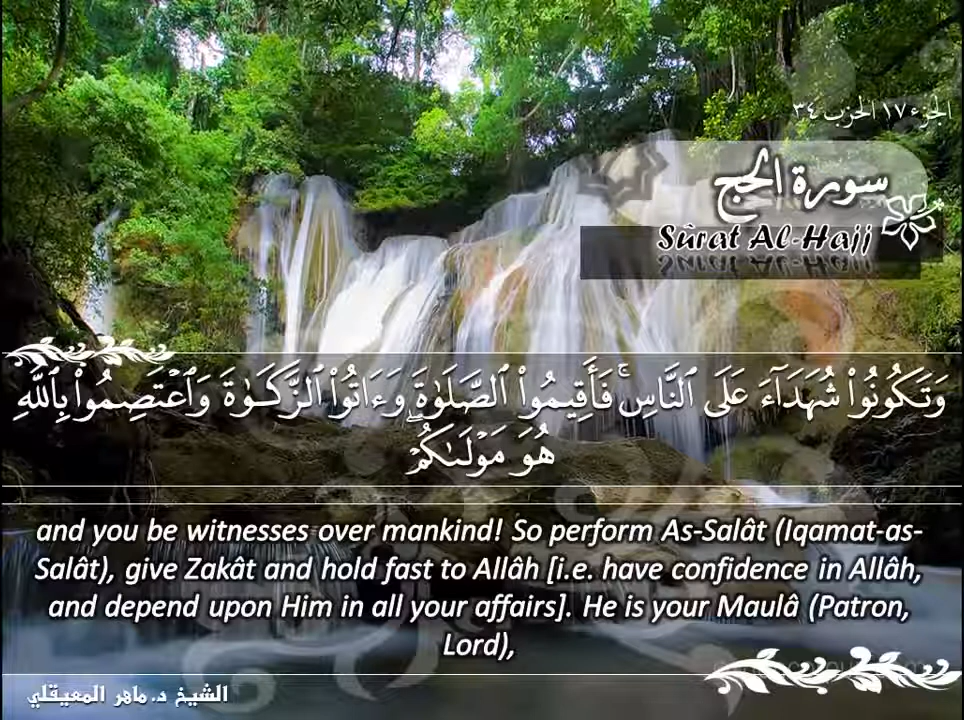 الجزء ١٧ الحزب ٣٤
سورة الحج
Sûrat Al-Hajj
وَتَكُونُوا۟ شُهَدَآءَ عَلَى ٱلنَّاسِ ۚ فَأَقِيمُوا۟ ٱلصَّلَوٰةَ وَءَاتُوا۟ ٱلزَّكَوٰةَ وَٱعْتَصِمُوا۟ بِٱللَّهِ
هُوَ مَوْلَىٰكُمْ ۖ
and you be witnesses over mankind! So perform As-Salât (Iqamat-as-
Salât), give Zakât and hold fast to Allâh [i.e. have confidence in Allâh,
and depend upon Him in all your affairs]. He is your Maulâ (Patron,
Lord),
الشيخ د. ماهر المعيقلي